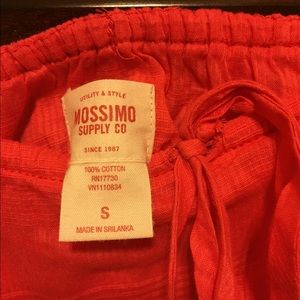 UTILITY & STYLE
MOSSIMO
SUPPLY CO
SINCE 1987
100% COTTON
RN17730
VN1110834
S
MADE IN SRILANKA